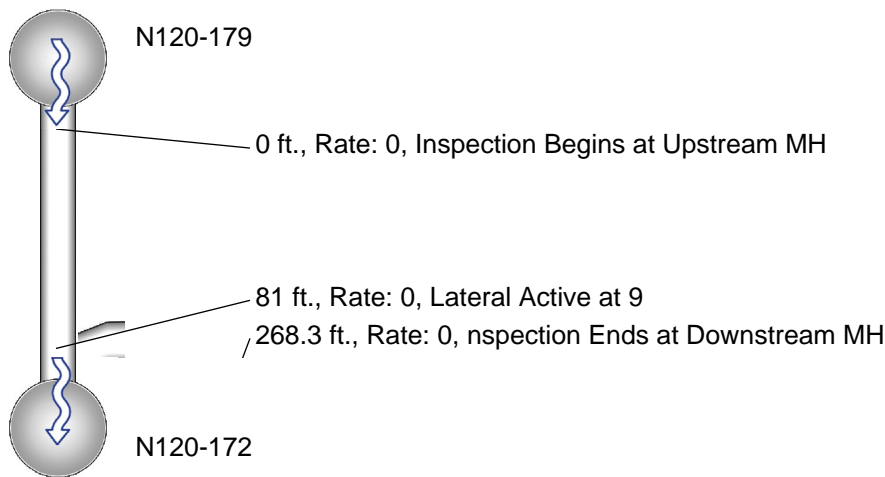 N120-179
0 ft., Rate: 0, Inspection Begins at Upstream MH
81 ft., Rate: 0, Lateral Active at 9
268.3 ft., Rate: 0, nspection Ends at Downstream MH
N120-172